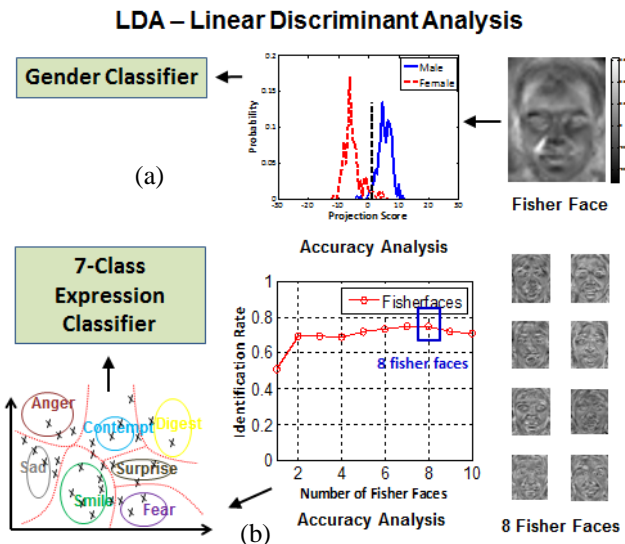 LDA – Linear Discriminant Analysis
Gender Classifier
(a)
Probability
0.2
0.15
0.1
0.05
0
Male
Female
-30 -20 -10 0 10 20 30
Projection Score
Accuracy Analysis
Fisher Face
7-Class
Expression
Classifier
Identification Rate
1
0.8
0.6
0.4
0.2
0
Fisherfaces
8 fisher faces
2 4 6 8 10
Number of Fisher Faces
Accuracy Analysis
8 Fisher Faces
Anger
Contempt
Digest
Sad
Surprise
Smile
Fear
(b)